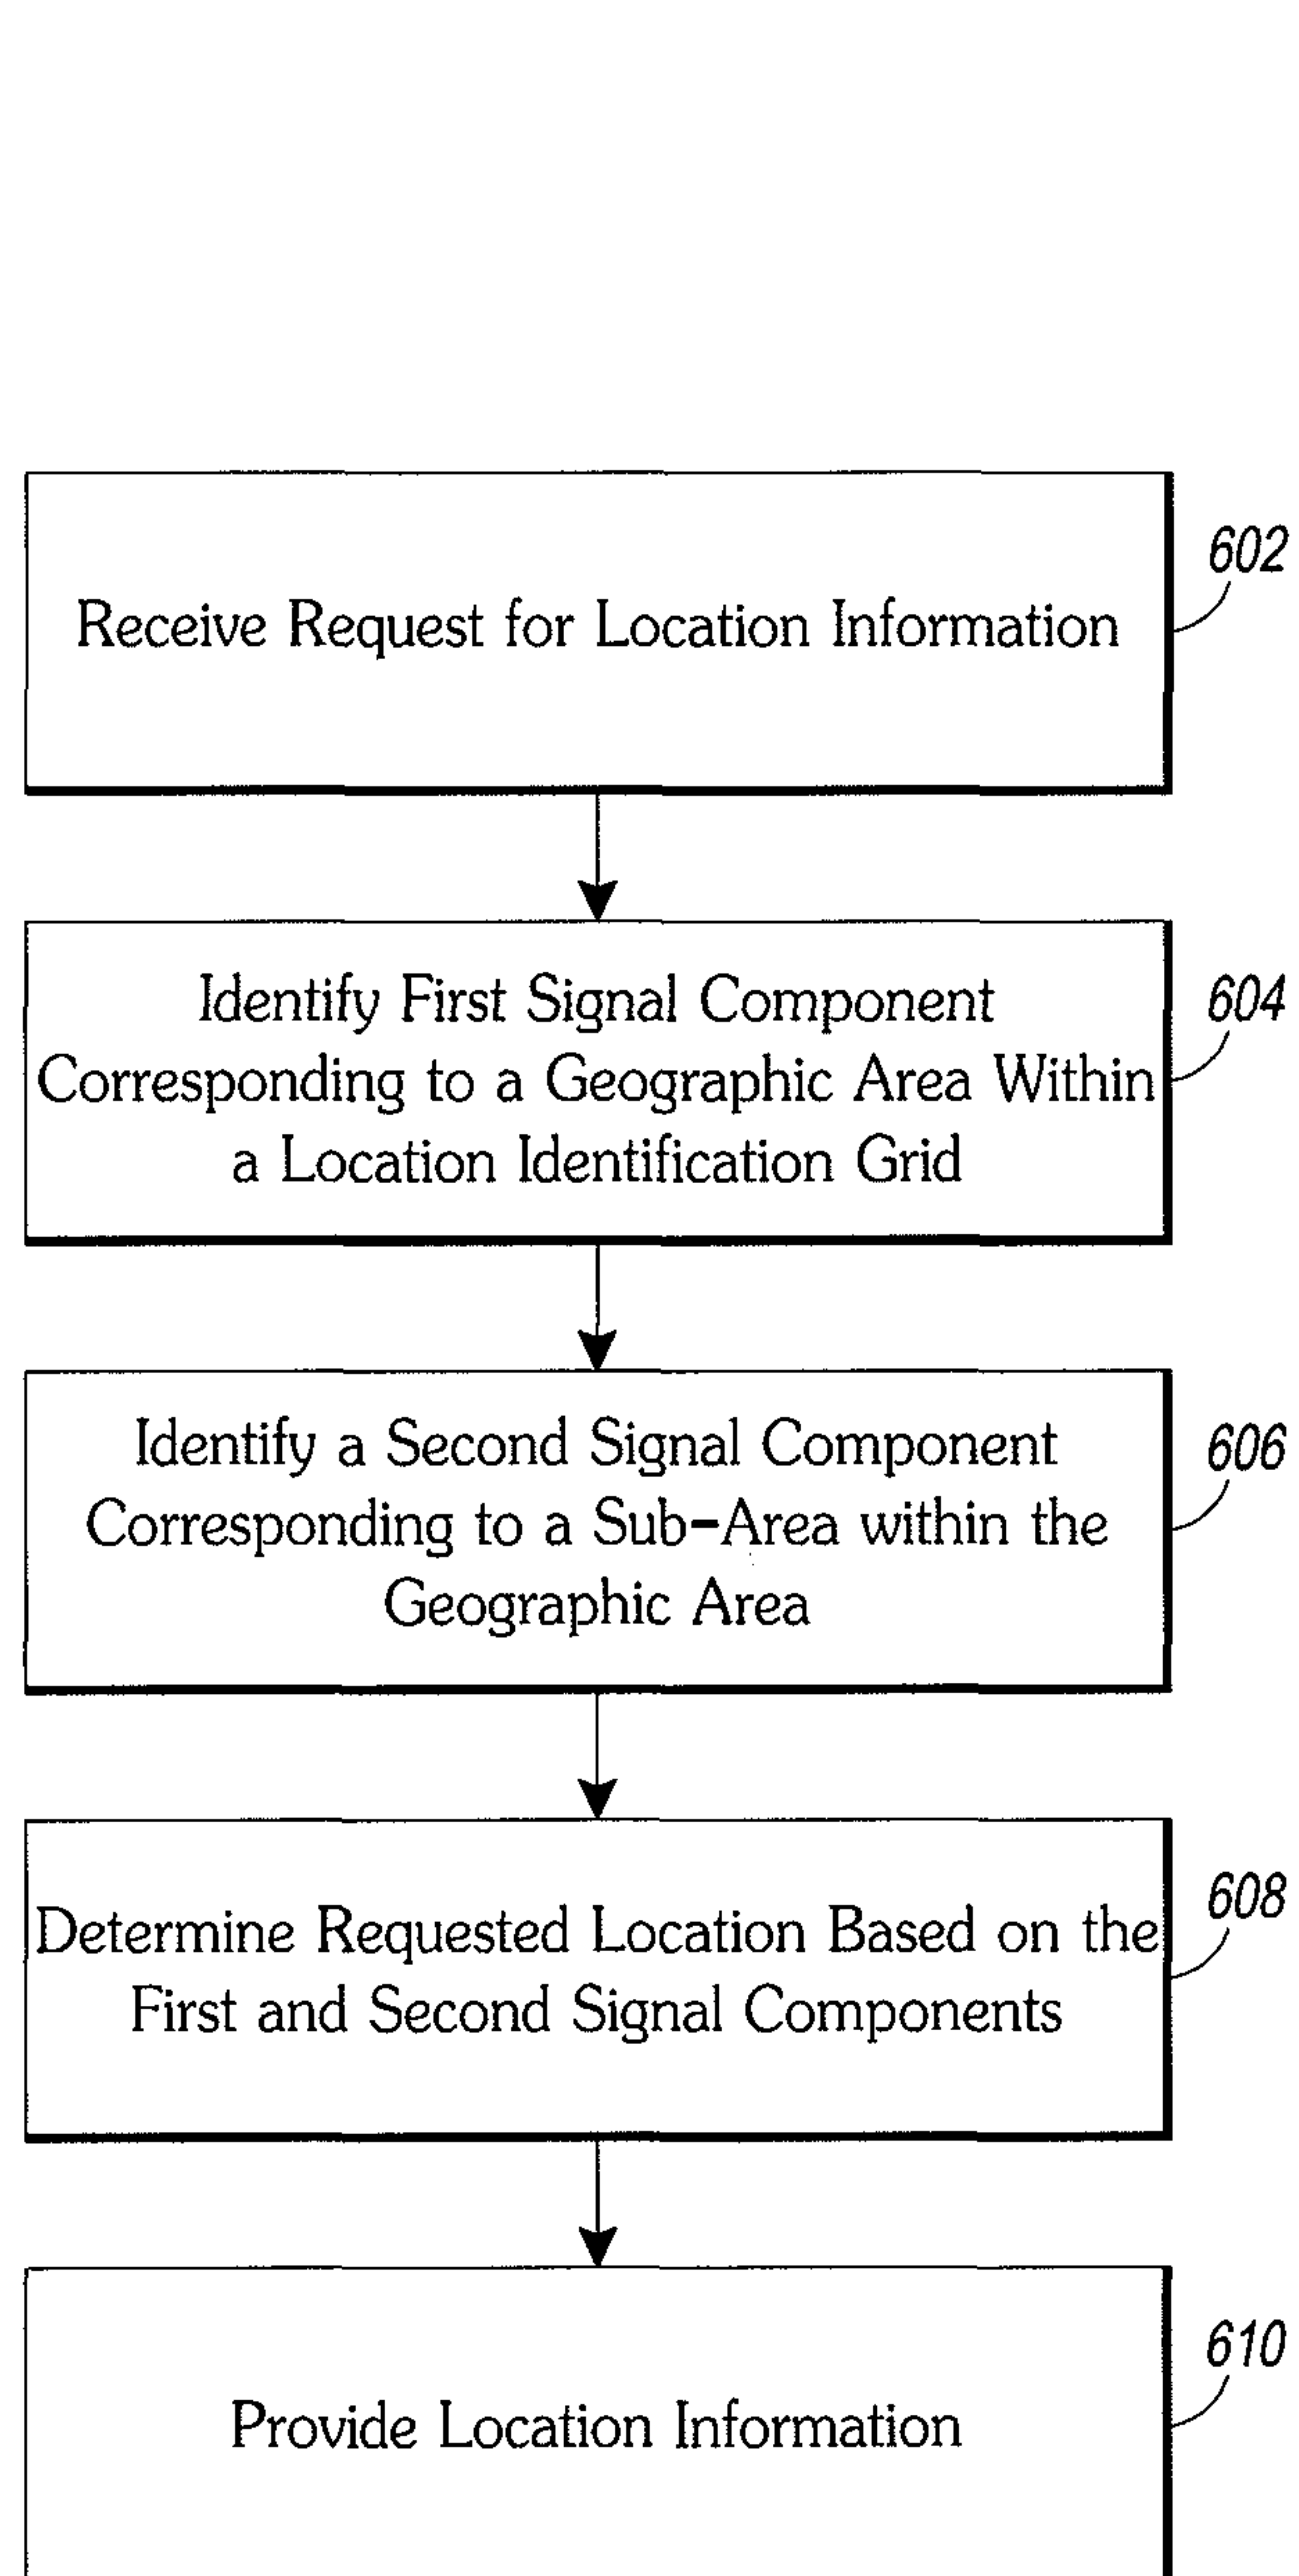 Receive Request for Location Information
602
Identify First Signal Component
Corresponding to a Geographic Area Within
a Location Identification Grid
604
Identify a Second Signal Component
Corresponding to a Sub-Area within the
Geographic Area
606
Determine Requested Location Based on the
First and Second Signal Components
608
Provide Location Information
610